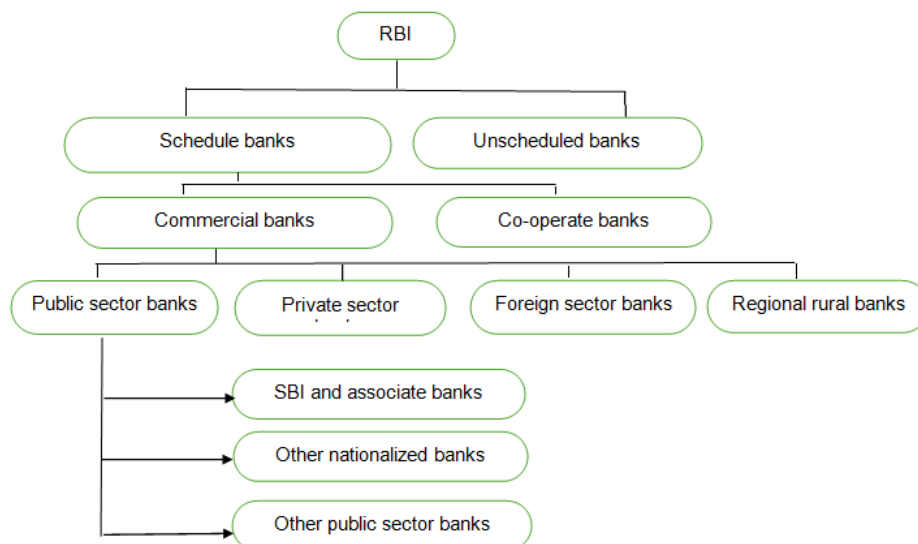 RBI
Schedule banks
Unscheduled banks
Commercial banks
Co-operate banks
Public sector banks
Private sector
Foreign sector banks
Regional rural banks
SBI and associate banks
Other nationalized banks
Other public sector banks